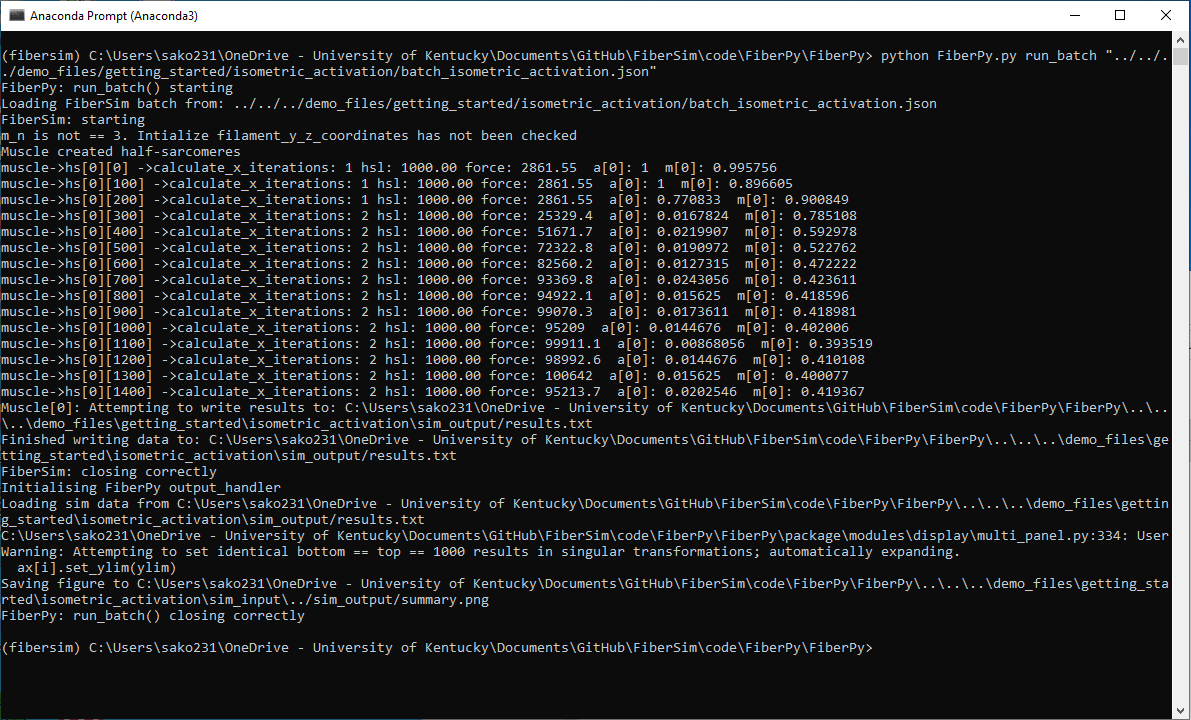 Anaconda Prompt (Anaconda3)
(fibersim) C:\Users\sako231\OneDrive - University of Kentucky\Documents\GitHub\FiberSim\code\FiberPy\FiberPy> python FiberPy.py run_batch "../../.
./demo_files/getting_started/isometric_activation/batch_isometric_activation.json"
FiberPy: run_batch() starting
Loading FiberSim batch from: ../../../demo_files/getting_started/isometric_activation/batch_isometric_activation.json
FiberSim: starting
m_n is not == 3. Intialize filament_y_z_coordinates has not been checked
Muscle created half-sarcomeres
muscle->hs[0][0] ->calculate_x_iterations: 1 hsl: 1000.00 force: 2861.55  a[0]: 1  m[0]: 0.995756
muscle->hs[0][100] ->calculate_x_iterations: 1 hsl: 1000.00 force: 2861.55  a[0]: 1  m[0]: 0.896605
muscle->hs[0][200] ->calculate_x_iterations: 1 hsl: 1000.00 force: 2861.55  a[0]: 0.770833  m[0]: 0.900849
muscle->hs[0][300] ->calculate_x_iterations: 2 hsl: 1000.00 force: 25329.4  a[0]: 0.0167824  m[0]: 0.785108
muscle->hs[0][400] ->calculate_x_iterations: 2 hsl: 1000.00 force: 51671.7  a[0]: 0.0219907  m[0]: 0.592978
muscle->hs[0][500] ->calculate_x_iterations: 2 hsl: 1000.00 force: 72322.8  a[0]: 0.0190972  m[0]: 0.522762
muscle->hs[0][600] ->calculate_x_iterations: 2 hsl: 1000.00 force: 82560.2  a[0]: 0.0127315  m[0]: 0.472222
muscle->hs[0][700] ->calculate_x_iterations: 2 hsl: 1000.00 force: 93369.8  a[0]: 0.0243056  m[0]: 0.423611
muscle->hs[0][800] ->calculate_x_iterations: 2 hsl: 1000.00 force: 94922.1  a[0]: 0.015625  m[0]: 0.418596
muscle->hs[0][900] ->calculate_x_iterations: 2 hsl: 1000.00 force: 99070.3  a[0]: 0.0173611  m[0]: 0.418981
muscle->hs[0][1000] ->calculate_x_iterations: 2 hsl: 1000.00 force: 95209  a[0]: 0.0144676  m[0]: 0.402006
muscle->hs[0][1100] ->calculate_x_iterations: 2 hsl: 1000.00 force: 99911.1  a[0]: 0.00868056  m[0]: 0.393519
muscle->hs[0][1200] ->calculate_x_iterations: 2 hsl: 1000.00 force: 98992.6  a[0]: 0.0144676  m[0]: 0.410108
muscle->hs[0][1300] ->calculate_x_iterations: 2 hsl: 1000.00 force: 100642  a[0]: 0.015625  m[0]: 0.400077
muscle->hs[0][1400] ->calculate_x_iterations: 2 hsl: 1000.00 force: 95213.7  a[0]: 0.0202546  m[0]: 0.419367
Muscle[0]: Attempting to write results to: C:\Users\sako231\OneDrive - University of Kentucky\Documents\GitHub\FiberSim\code\FiberPy\FiberPy\..\..
\..\demo_files\getting_started\isometric_activation\sim_output/results.txt
Finished writing data to: C:\Users\sako231\OneDrive - University of Kentucky\Documents\GitHub\FiberSim\code\FiberPy\FiberPy\..\..\..\demo_files\ge
tting_started\isometric_activation\sim_output/results.txt
FiberSim: closing correctly
Initialising FiberPy output_handler
Loading sim data from C:\Users\sako231\OneDrive - University of Kentucky\Documents\GitHub\FiberSim\code\FiberPy\FiberPy\..\..\..\demo_files\gettin
g_started\isometric_activation\sim_output/results.txt
C:\Users\sako231\OneDrive - University of Kentucky\Documents\GitHub\FiberSim\code\FiberPy\FiberPy\package\modules\display\multi_panel.py:334: User
Warning: Attempting to set identical bottom == top == 1000 results in singular transformations; automatically expanding.
  ax[i].set_ylim(ylim)
Saving figure to C:\Users\sako231\OneDrive - University of Kentucky\Documents\GitHub\FiberSim\code\FiberPy\FiberPy\..\..\..\demo_files\getting_sta
rted\isometric_activation\sim_input\../sim_output/summary.png
FiberPy: run_batch() closing correctly
(fibersim) C:\Users\sako231\OneDrive - University of Kentucky\Documents\GitHub\FiberSim\code\FiberPy\FiberPy>